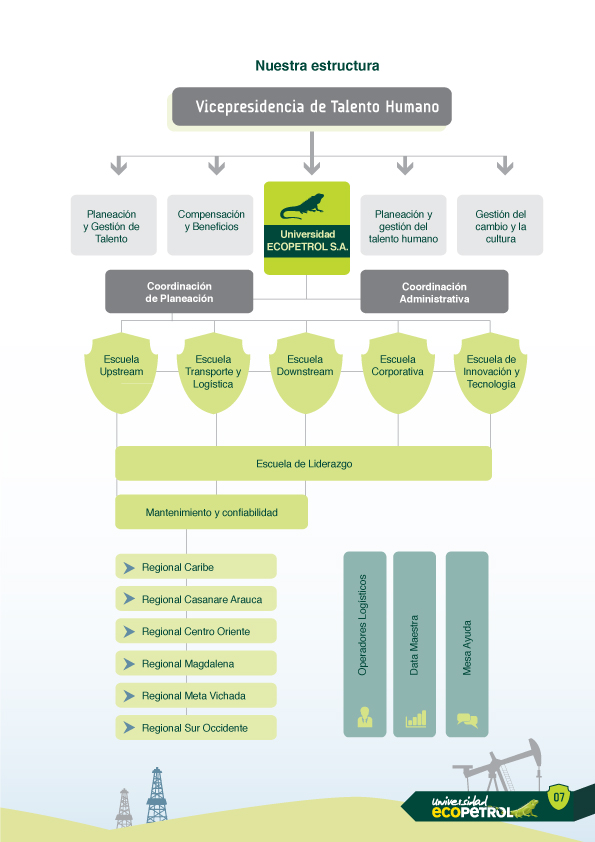 Nuestra estructura
Vicepresidencia de Talento Humano
Planeación
y Gestión de
Talento
Compensación
y Beneficios
Universidad
ECOPETROL S.A.
Planeación y
gestión del
talento humano
Gestión del
cambio y la
cultura
Coordinación
de Planeación
Coordinación
Administrativa
Escuela
Upstream
Escuela
Transporte y
Logística
Escuela
Downstream
Escuela
Corporativa
Escuela de
Innovación y
Tecnología
Escuela de Liderazgo
Mantenimiento y confiabilidad
Regional Caribe
Regional Casanare Arauca
Regional Centro Oriente
Regional Magdalena
Regional Meta Vichada
Regional Sur Occidente
Operadores Logísticos
Data Maestra
Mesa Ayuda
Universidad
ECOPETROL
07